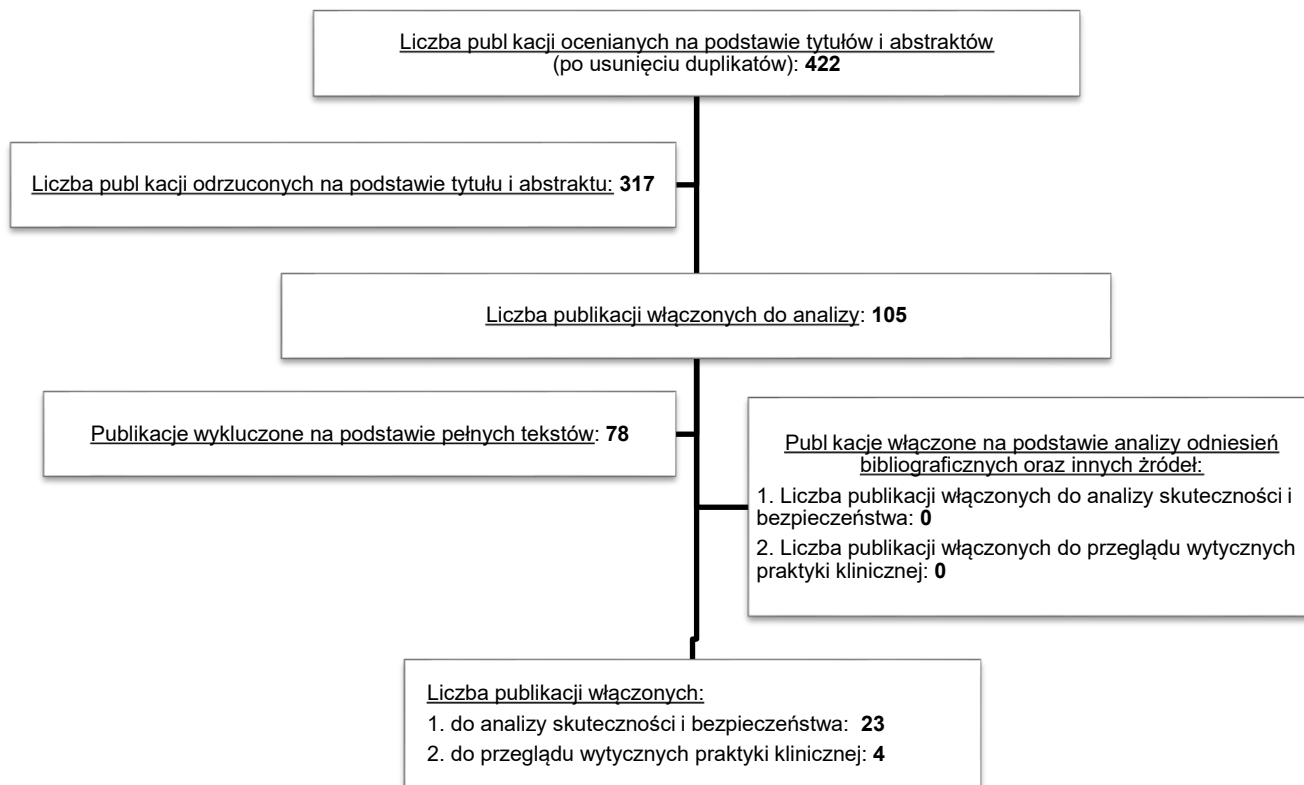 Liczba publ kacji ocenianych na podstawie tytułów i abstraktów
(po usunięciu duplikatów): 422
Liczba publ kacji odrzuconych na podstawie tytułu i abstraktu: 317
Liczba publikacji włączonych do analizy: 105
Publikacje wykluczone na podstawie pełnych tekstów: 78
Publ kacje włączone na podstawie analizy odniesień
bibliograficznych oraz innych żródeł:
1. Liczba publikacji włączonych do analizy skuteczności i
bezpieczeństwa: 0
2. Liczba publikacji włączonych do przeglądu wytycznych
praktyki klinicznej: 0
Liczba publikacji włączonych:
1. do analizy skuteczności i bezpieczeństwa: 23
2. do przeglądu wytycznych praktyki klinicznej: 4